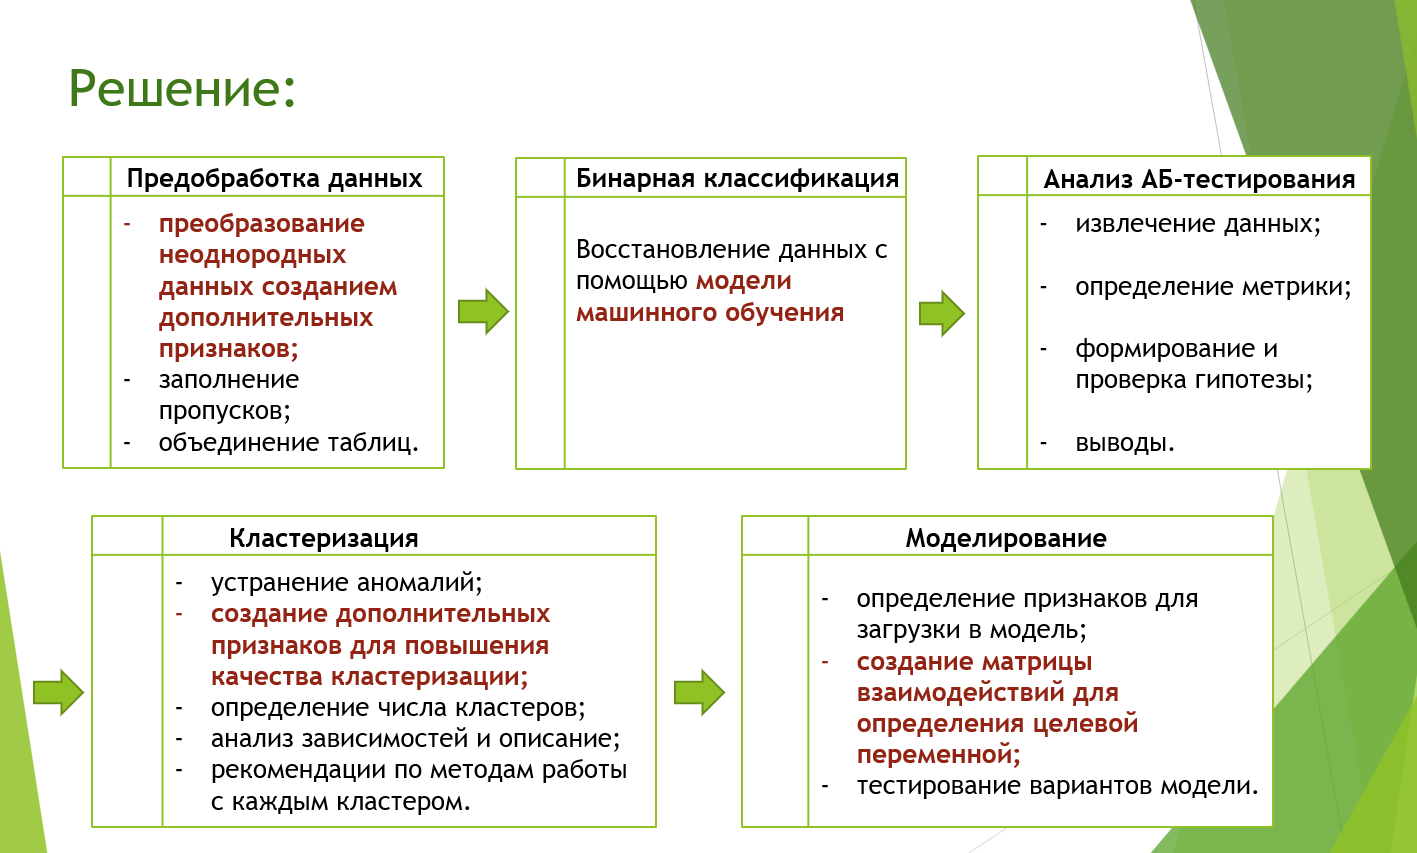 Решение:
Предобработка данных
- преобразование
неоднородных
данных созданием
дополнительных
признаков;
- заполнение
пропусков;
- объединение таблиц.
Бинарная классификация
Восстановление данных с
помощью модели
машинного обучения
Анализ АБ-тестирования
- извлечение данных;
- определение метрики;
- формирование и
проверка гипотезы;
- выводы.
Кластеризация
- устранение аномалий;
- создание дополнительных
признаков для повышения
качества кластеризации;
- определение числа кластеров;
- анализ зависимостей и описание;
- рекомендации по методам работы
с каждым кластером.
Моделирование
- определение признаков для
загрузки в модель;
- создание матрицы
взаимодействий для
определения целевой
переменной;
- тестирование вариантов модели.